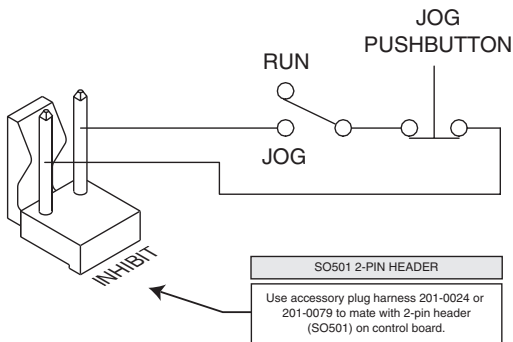 JOG
PUSHBUTTON
RUN
JOG
INHIBIT
SO501 2-PIN HEADER
Use accessory plug harness 201-0024 or
201-0079 to mate with 2-pin header
(SO501) on control board.